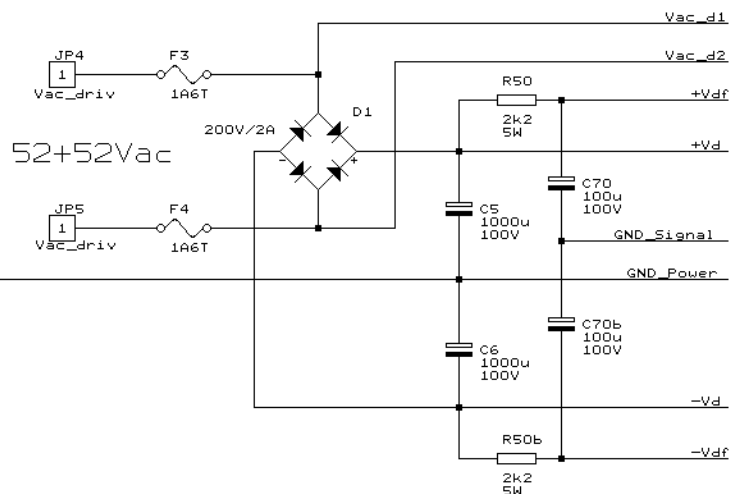 Vac_d1
JP4
F3
Vac_d2
1
Vac_driv
1A6T
R50
+Vdf
D1
2k2
5W
200V/2A
52+52Vac
-
+
+Vd
C70
100u
100V
JP5
F4
C5
1000u
100V
1
GND_Signal
Vac_driv
1A6T
GND_Power
C70b
100u
100V
C6
1000u
100V
-Vd
R50b
-Vdf
2k2
5W